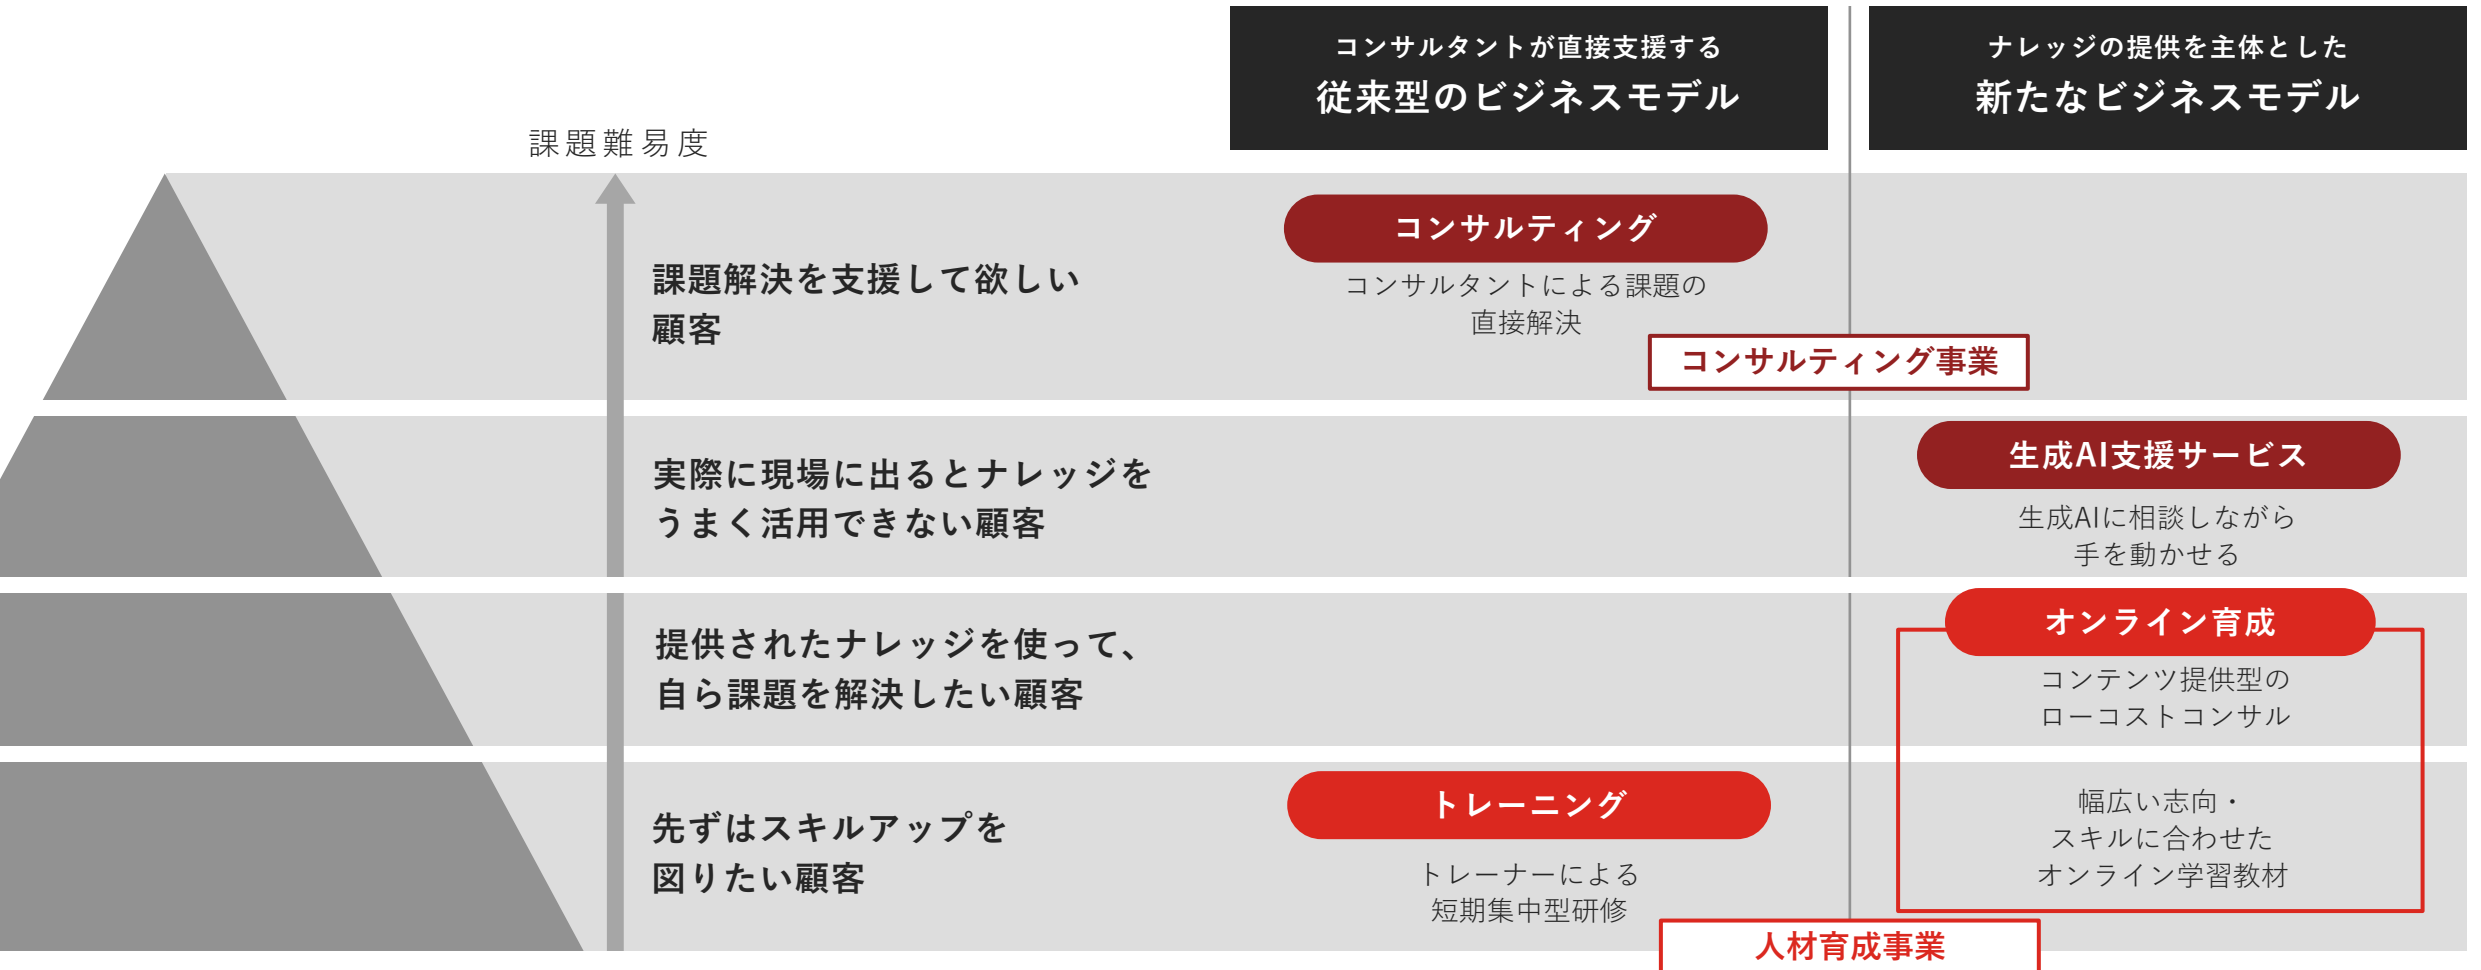 コンサルタントが直接支援する
従来型のビジネスモデル
ナレッジの提供を主体とした
新たなビジネスモデル
課題難易度
課題解決を支援して欲しい
顧客
コンサルティング
コンサルタントによる課題の
直接解決
コンサルティング事業
実際に現場に出るとナレッジを
うまく活用できない顧客
生成AI支援サービス
生成AIに相談しながら
手を動かせる
提供されたナレッジを使って、
自ら課題を解決したい顧客
オンライン育成
コンテンツ提供型の
ローコストコンサル
先ずはスキルアップを
図りたい顧客
トレーニング
トレーナーによる
短期集中型研修
幅広い志向・
スキルに合わせた
オンライン学習教材
人材育成事業